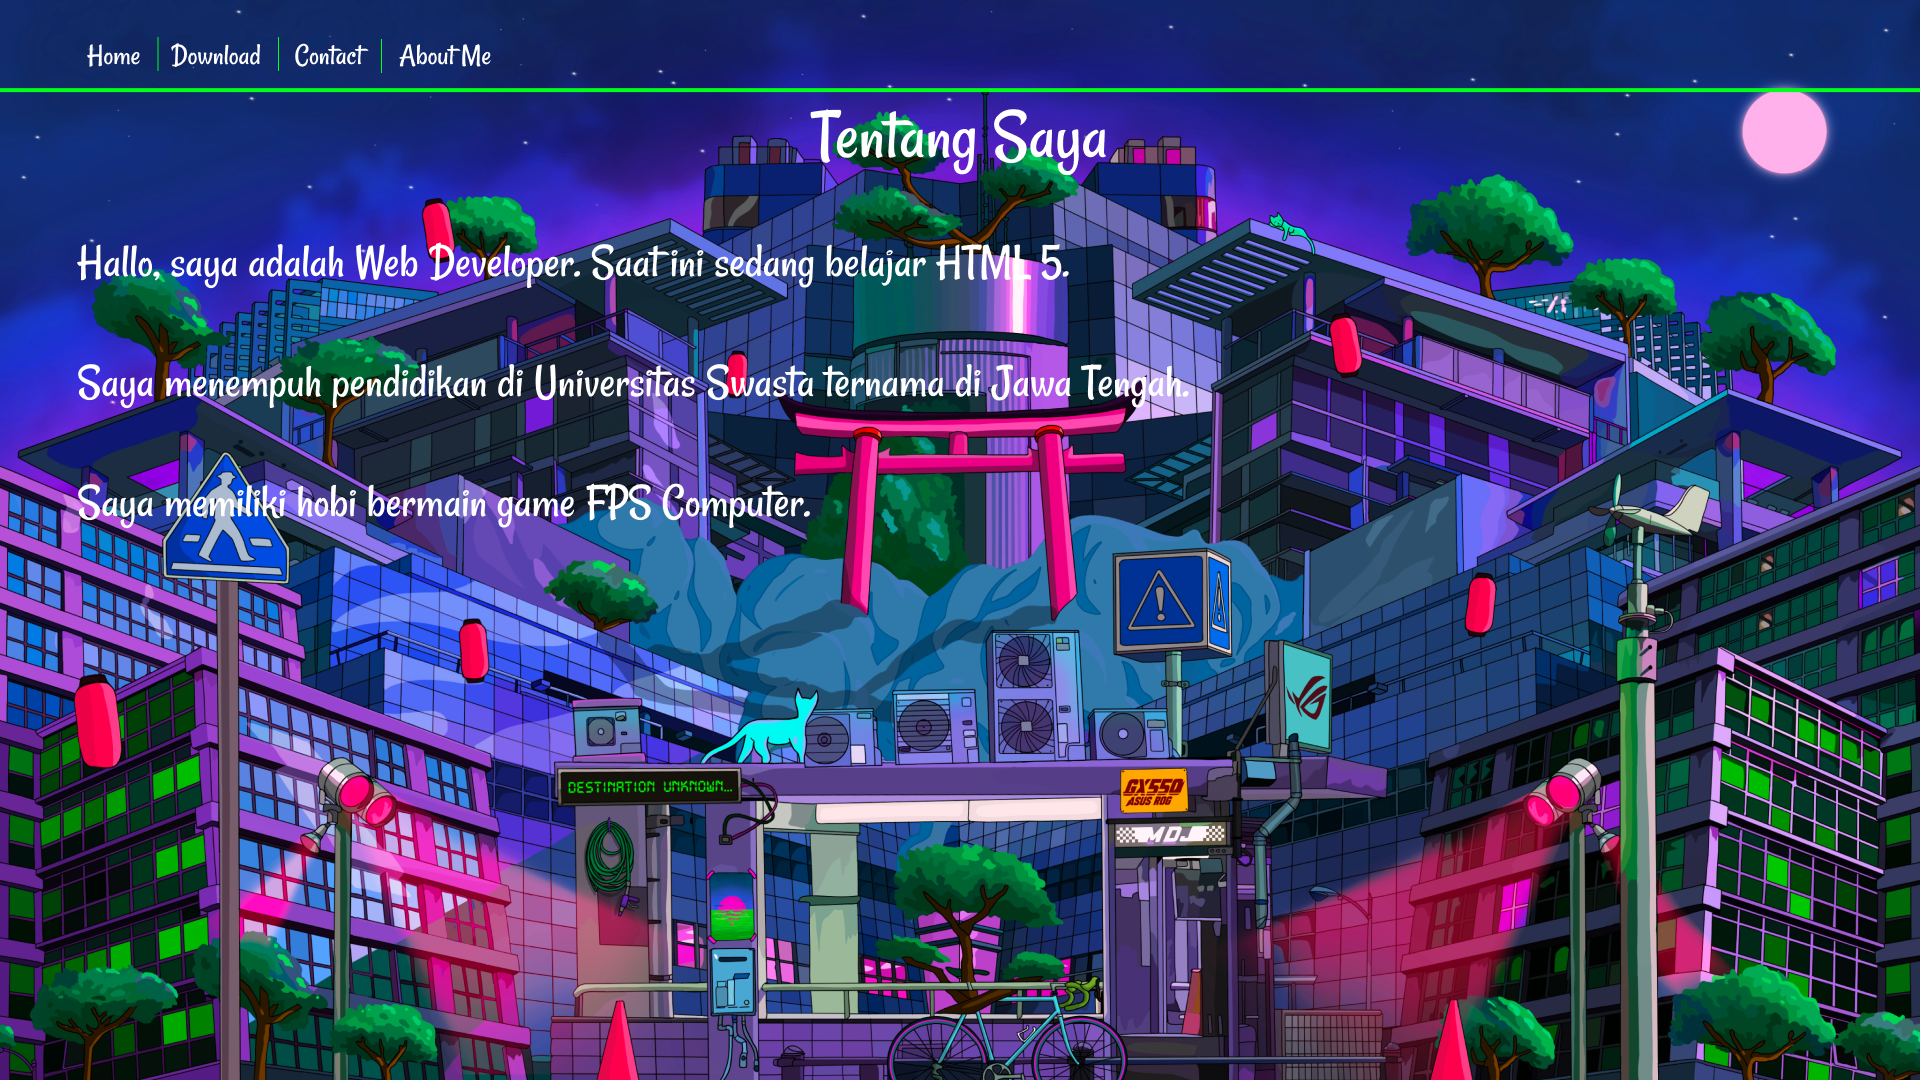 Home Download Contact About Me
Tentang Saya
Hallo, saya adalah Web Developer. Saat ini sedang belajar HTML 5.
Saya menempuh pendidikan di Universitas Swasta ternama di Jawa Tengah.
Saya memiliki hobi bermain game FPS Computer.
DESTINATION UNKNOWN...
GX550
ASUS ROG
MOJ